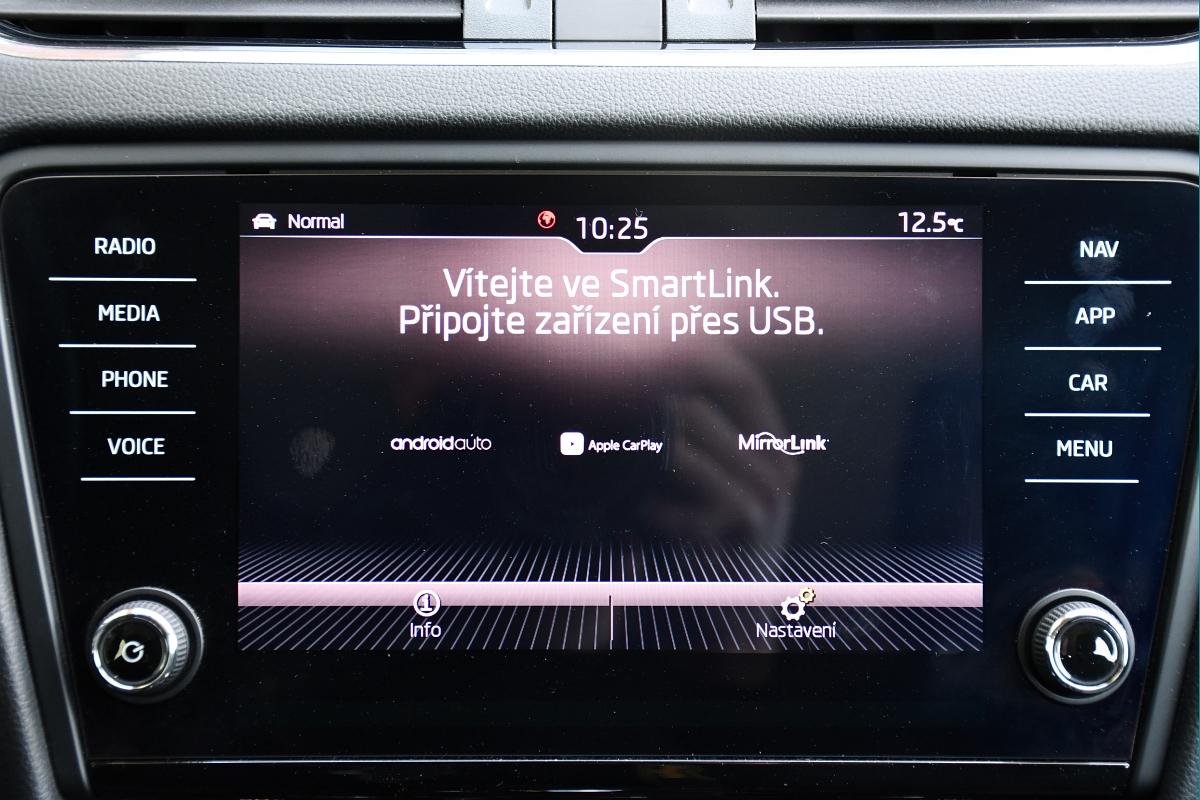 Normal
10:25
12.5°C
RADIO
MEDIA
PHONE
VOICE
Vítejte ve SmartLink.
Připojte zařízení přes USB.
androidauto
Apple CarPlay
MirrorLink
Info
Nastavení
NAV
APP
CAR
MENU